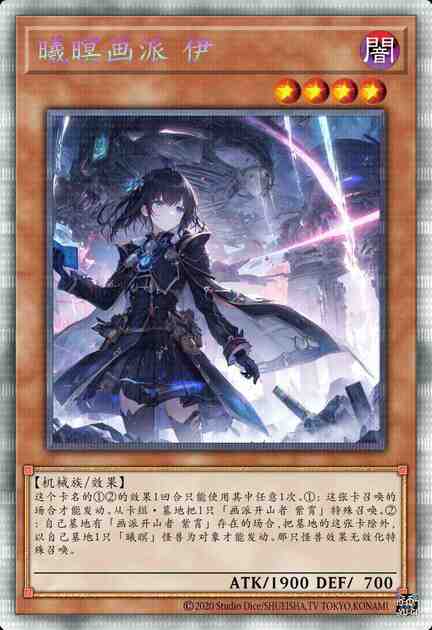 曦暝画派 伊
闇
【机械族/效果】
这个卡名的①②的效果1回合只能使用其中任意1次。①:这张卡召唤的
场合才能发动。从卡组·墓地把1只「画派开山者 紫霄」特殊召唤。②
:自己墓地有「画派开山者 紫霄」存在的场合,把墓地的这张卡除外,
以自己墓地1只「曦暝」怪兽为对象才能发动。那只怪兽效果无效化特
殊召唤。
ATK/1900 DEF/ 700
©2020 Studio Dice/SHUEISHA,TV TOKYO,KONAMI